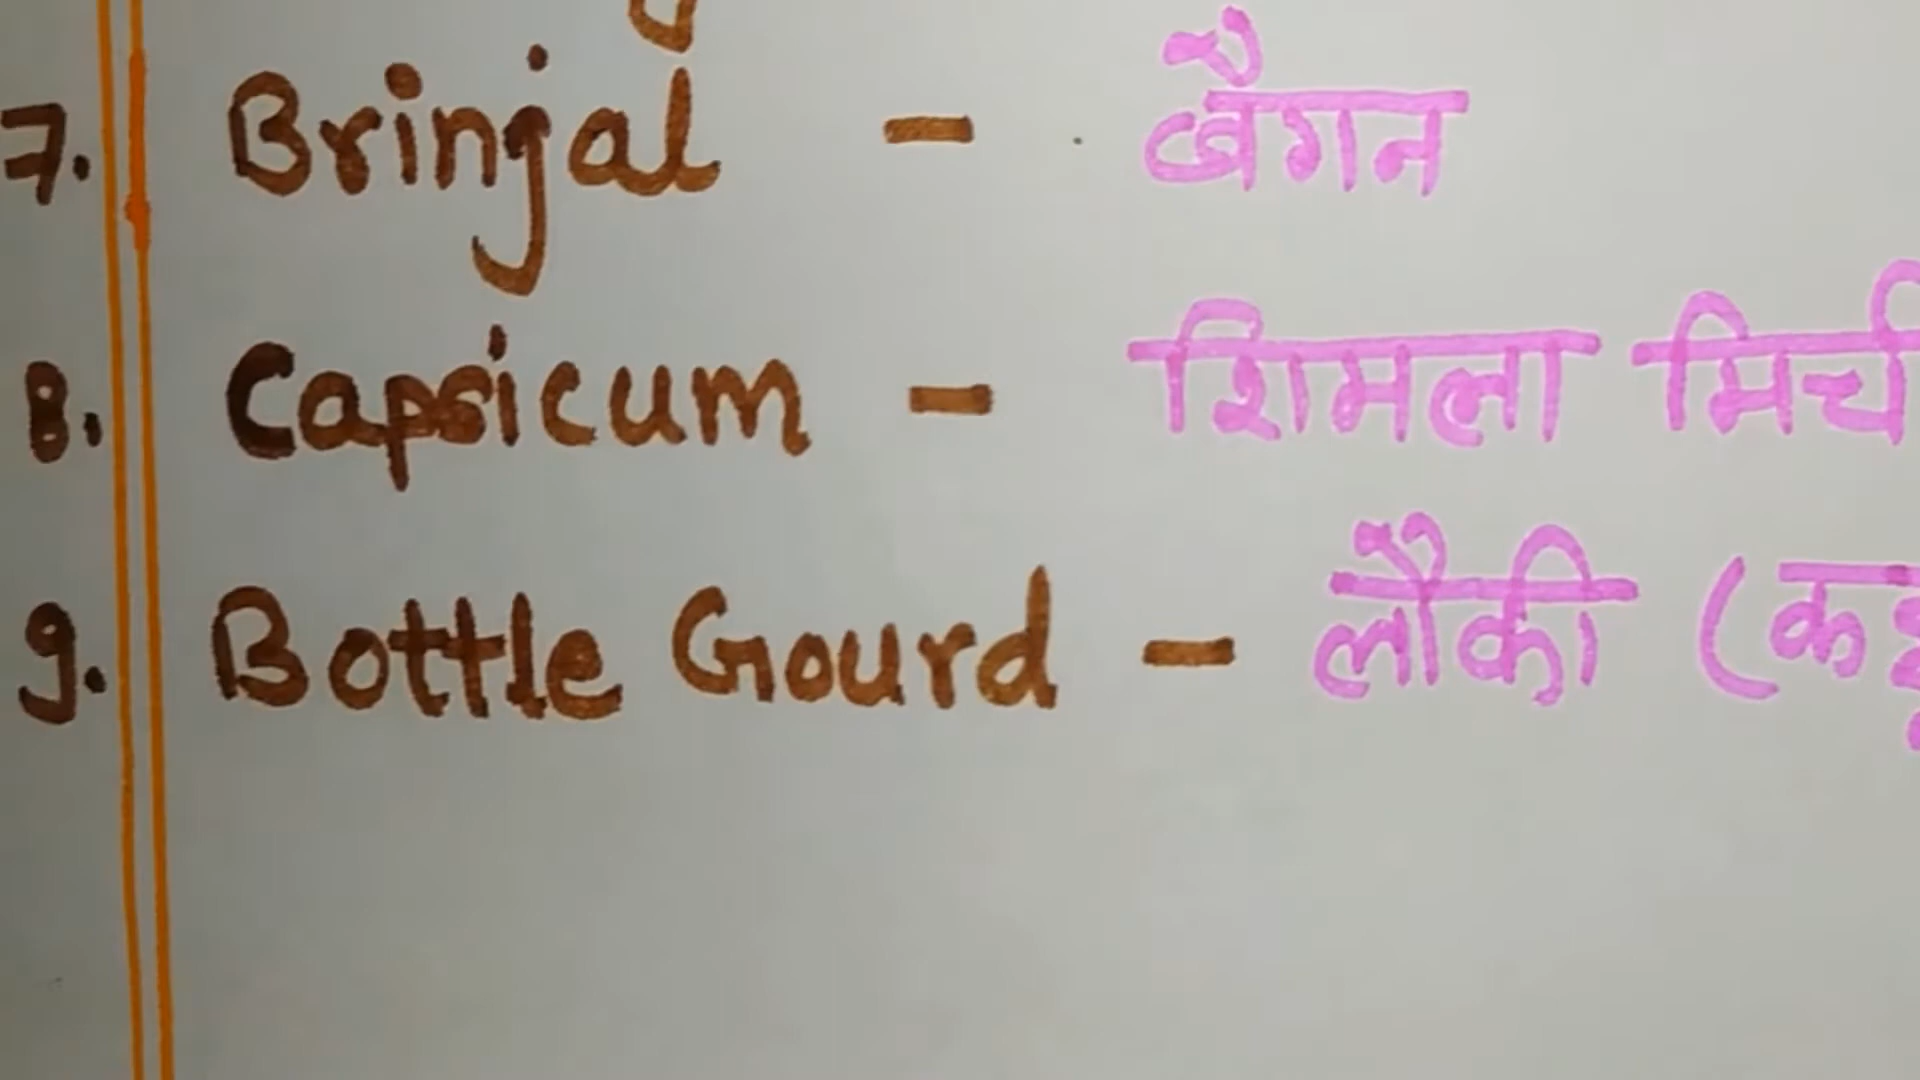 7. Brinjal - बैगन
8. Capsicum - शिमला मिर्च
9. Bottle Gourd - लौकी